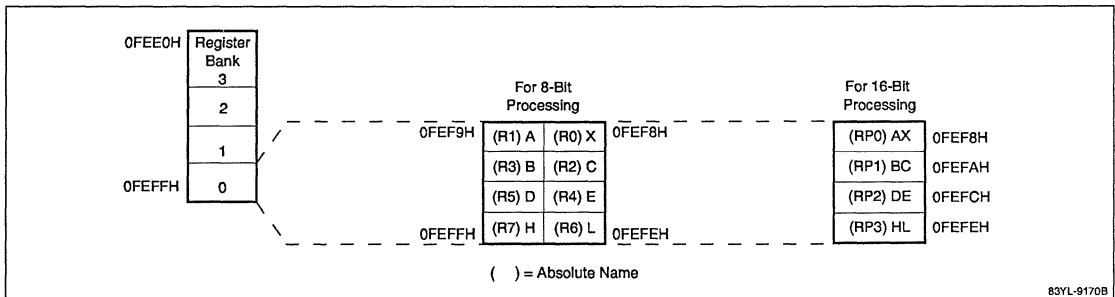 0FEE0H
Register
Bank
3
2
1
0FEFFH
0
For 8-Bit
Processing
0FEF9H (R1) A (R0) X 0FEF8H
(R3) B (R2) C
(R5) D (R4) E
0FEFFH (R7) H (R6) L 0FEFEH
For 16-Bit
Processing
(RP0) AX 0FEF8H
(RP1) BC 0FEFAH
(RP2) DE 0FEFCH
(RP3) HL 0FEFEH
( ) = Absolute Name
83YL-9170B